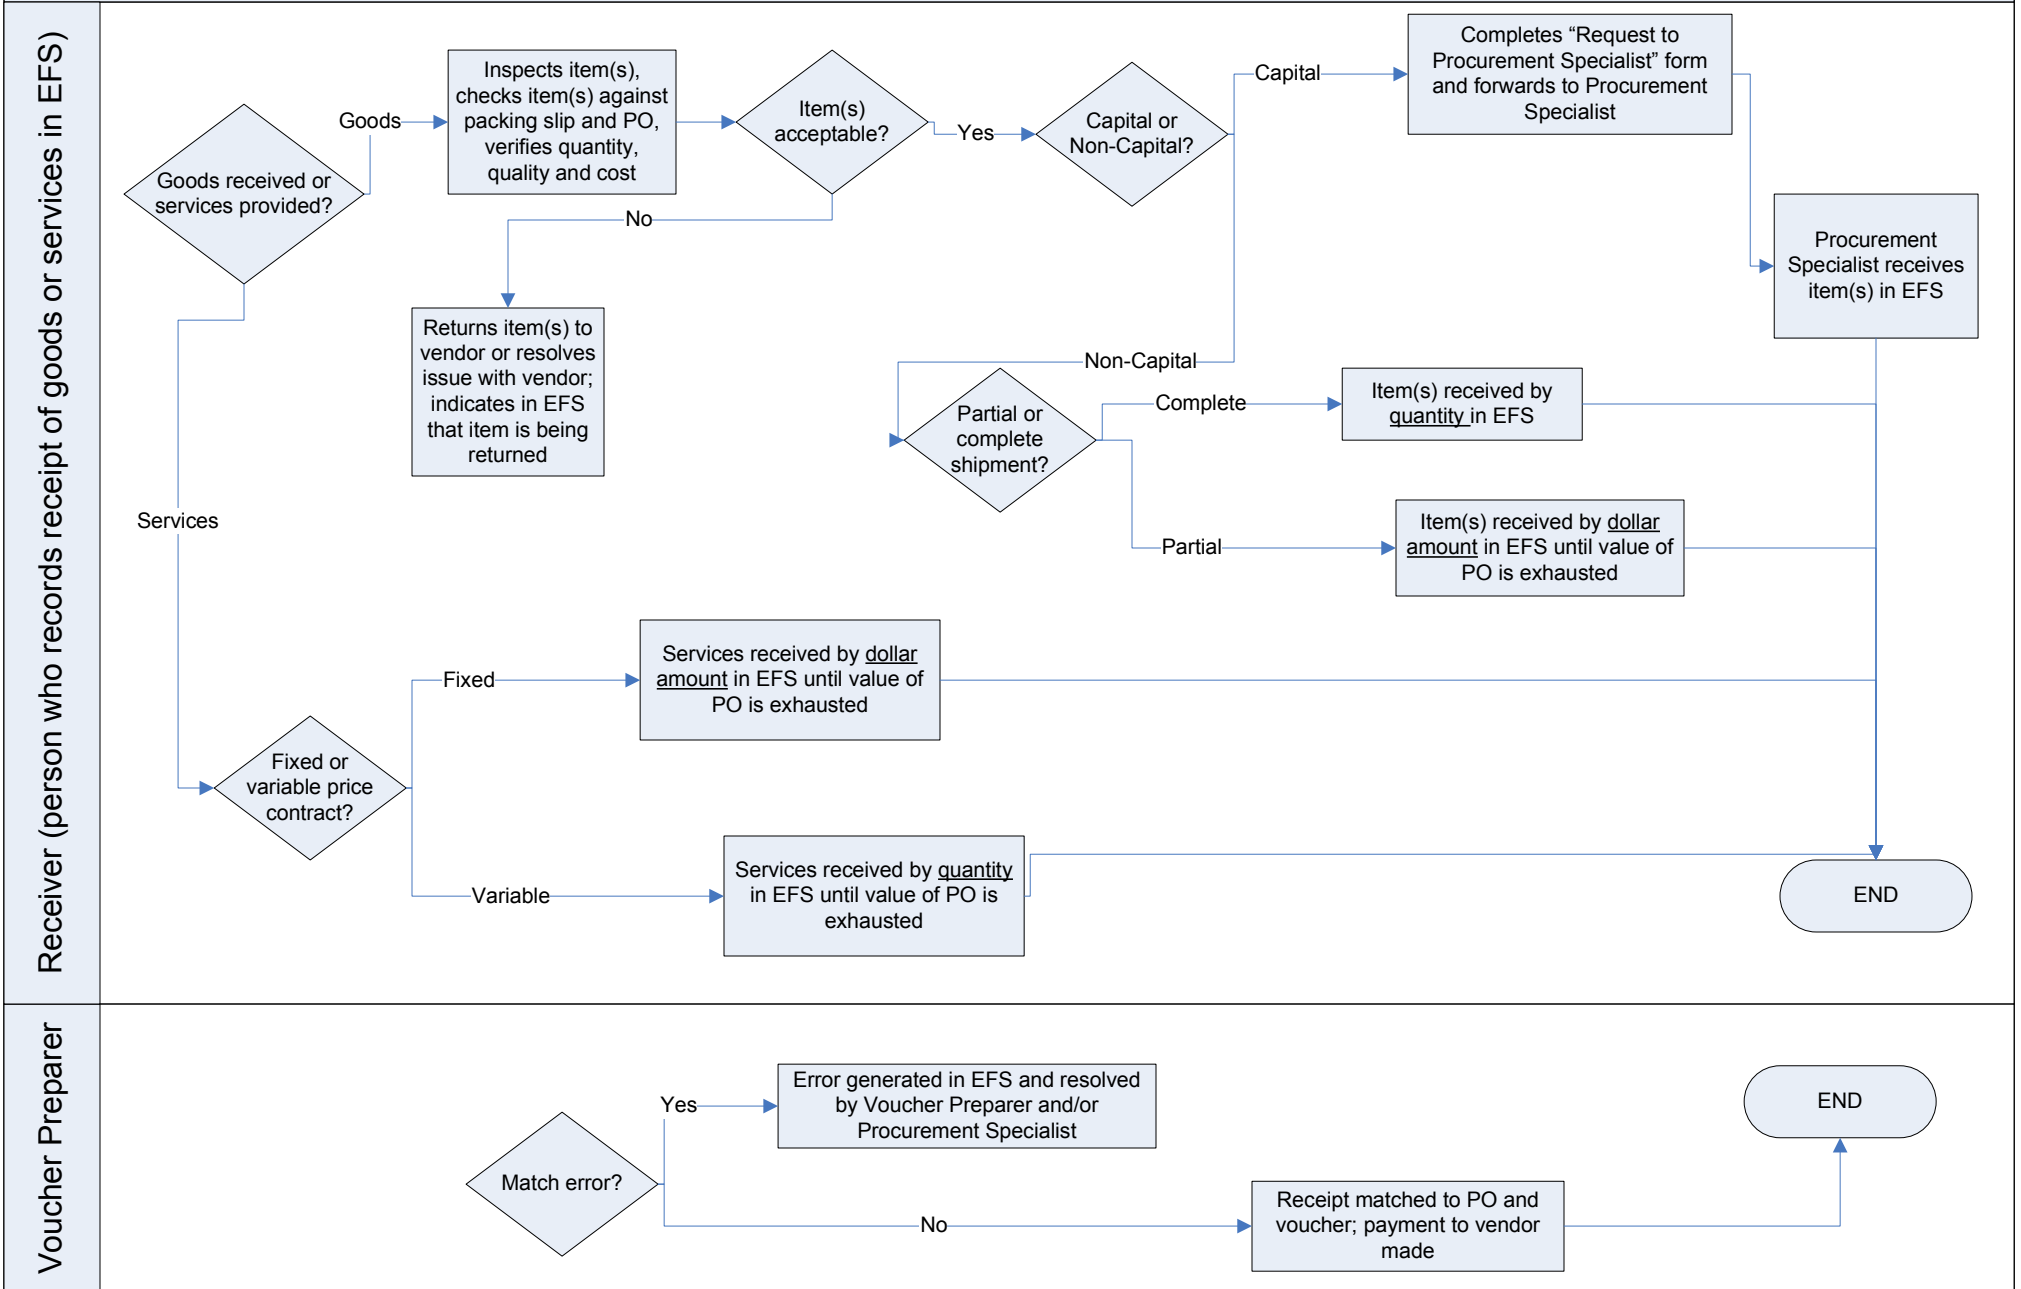 Receiver (person who records receipt of goods or services in EFS)
Goods received or
services provided?
Goods
Inspects item(s),
checks item(s) against
packing slip and PO,
verifies quantity,
quality and cost
Item(s)
acceptable?
Yes
Capital or
Non-Capital?
Capital
Completes “Request to
Procurement Specialist” form
and forwards to Procurement
Specialist
Procurement
Specialist receives
item(s) in EFS
No
Returns item(s) to
vendor or resolves
issue with vendor;
indicates in EFS
that item is being
returned
Non-Capital
Partial or
complete
shipment?
Complete
Item(s) received by
quantity in EFS
Partial
Item(s) received by dollar
amount in EFS until value of
PO is exhausted
Services
Fixed or
variable price
contract?
Fixed
Services received by dollar
amount in EFS until value of
PO is exhausted
Variable
Services received by quantity
in EFS until value of PO is
exhausted
END
Voucher Preparer
Match error?
Yes
Error generated in EFS and resolved
by Voucher Preparer and/or
Procurement Specialist
No
Receipt matched to PO and
voucher; payment to vendor
made
END